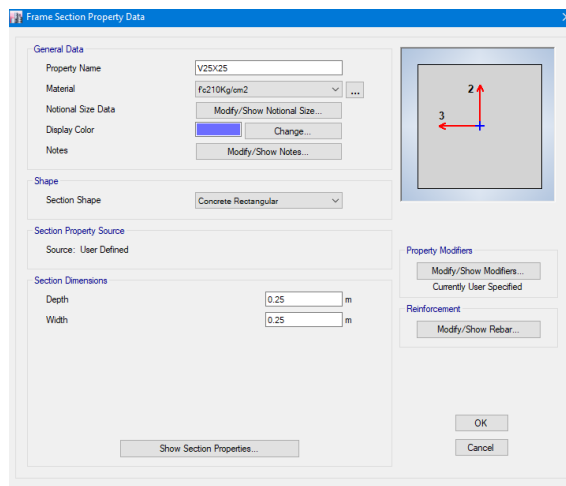 Frame Section Property Data
General Data
Property Name V25X25
Material f'c210Kg/cm2 ...
Notional Size Data Modify/Show Notional Size...
Display Color Change...
Notes Modify/Show Notes...
2
3
Shape
Section Shape Concrete Rectangular
Section Property Source
Source: User Defined
Property Modifiers
Modify/Show Modifiers...
Currently User Specified
Section Dimensions
Depth 0.25 m
Width 0.25 m
Reinforcement
Modify/Show Rebar...
Show Section Properties...
OK
Cancel